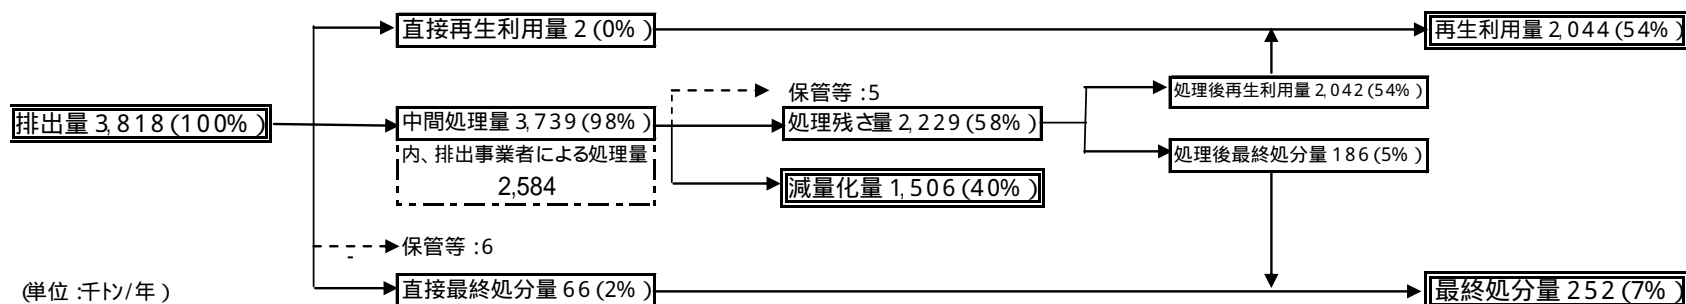 直接再生利用量 2 (0% )
再生利用量 2,044 (54% )
保管等 :5
処理後再生利用量 2,042 (54% )
排出量 3,818 (100% )
中間処理量 3,739 (98% )
処理残さ量 2,229 (58% )
内、排出事業者による処理量
2,584
処理後最終処分量 186 (5% )
減量化量 1,506 (40% )
保管等 :6
(単位 :千トン/年 )
直接最終処分量 66 (2% )
最終処分量 252 (7% )